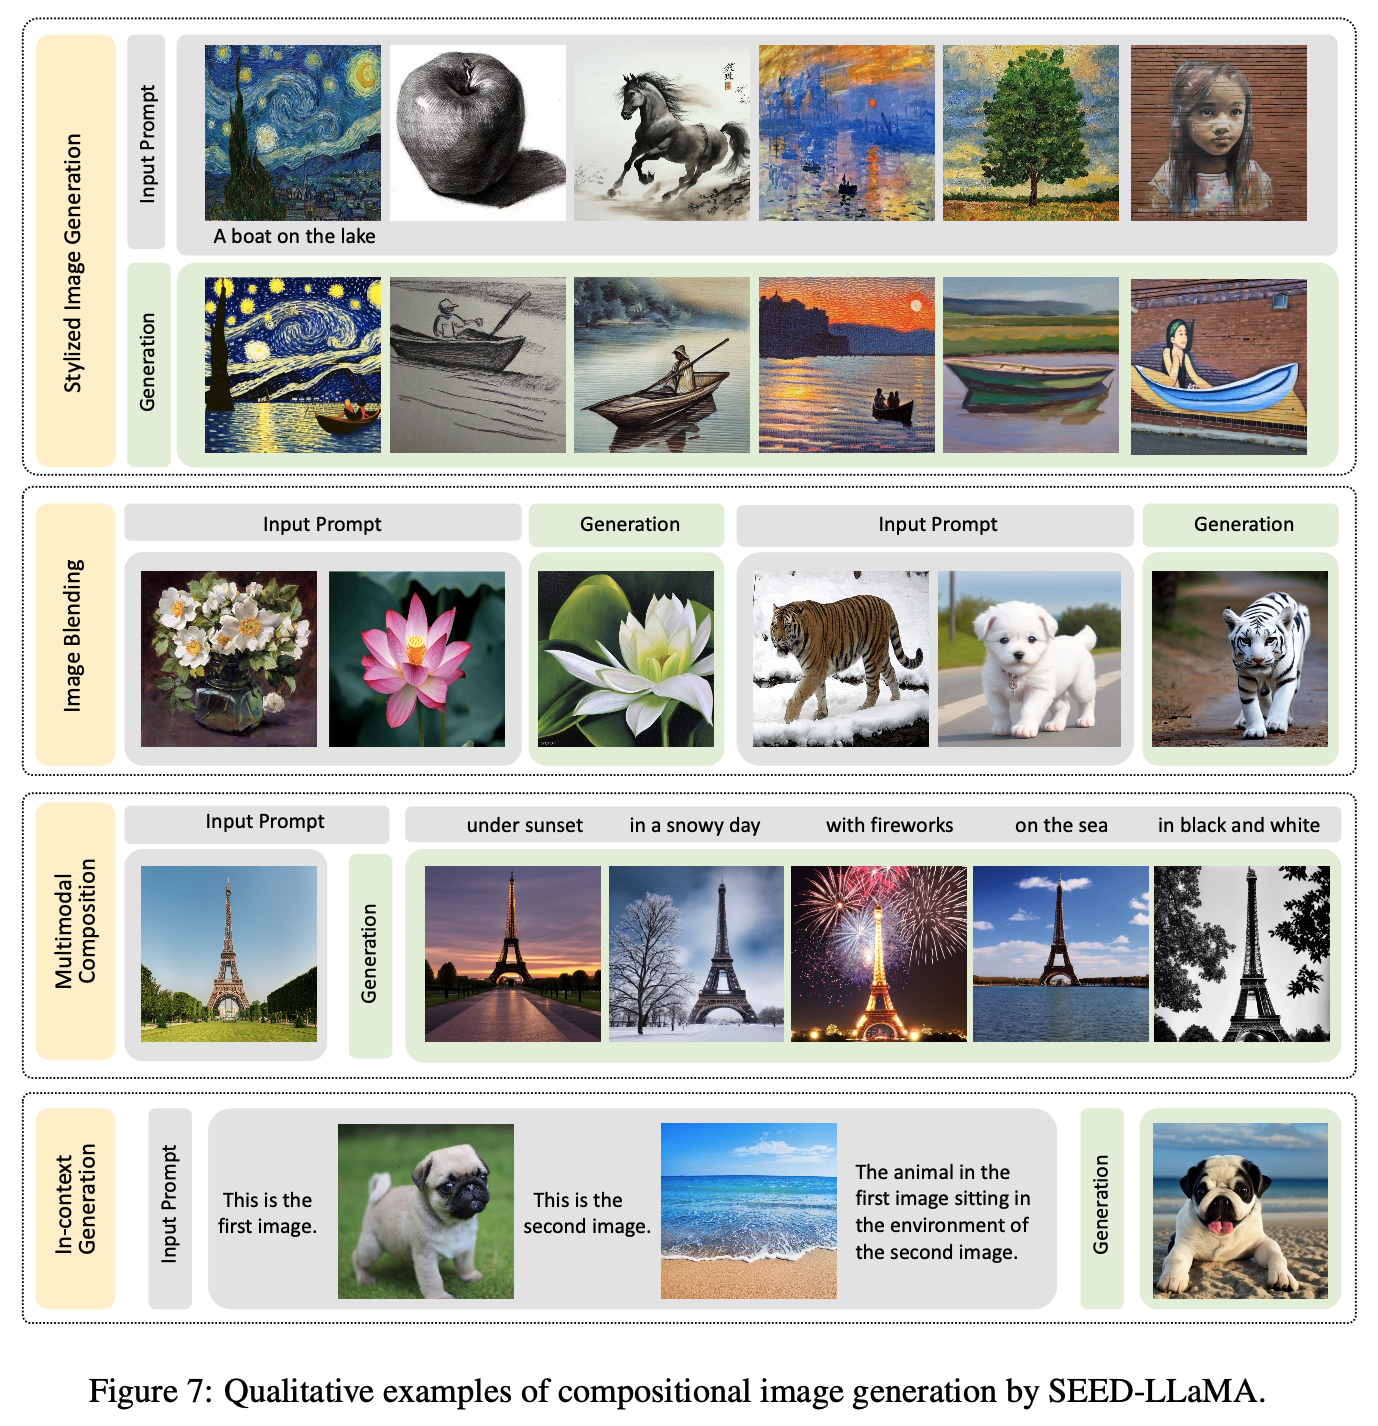 Stylized Image Generation
Input Prompt
A boat on the lake
Generation
Image Blending
Input Prompt
Generation
Input Prompt
Generation
Multimodal
Composition
Input Prompt
Generation
under sunset
in a snowy day
with fireworks
on the sea
in black and white
In-context
Generation
Input Prompt
This is the
first image.
This is the
second image.
The animal in the
first image sitting in
the environment of
the second image.
Generation
Figure 7: Qualitative examples of compositional image generation by SEED-LLaMA.